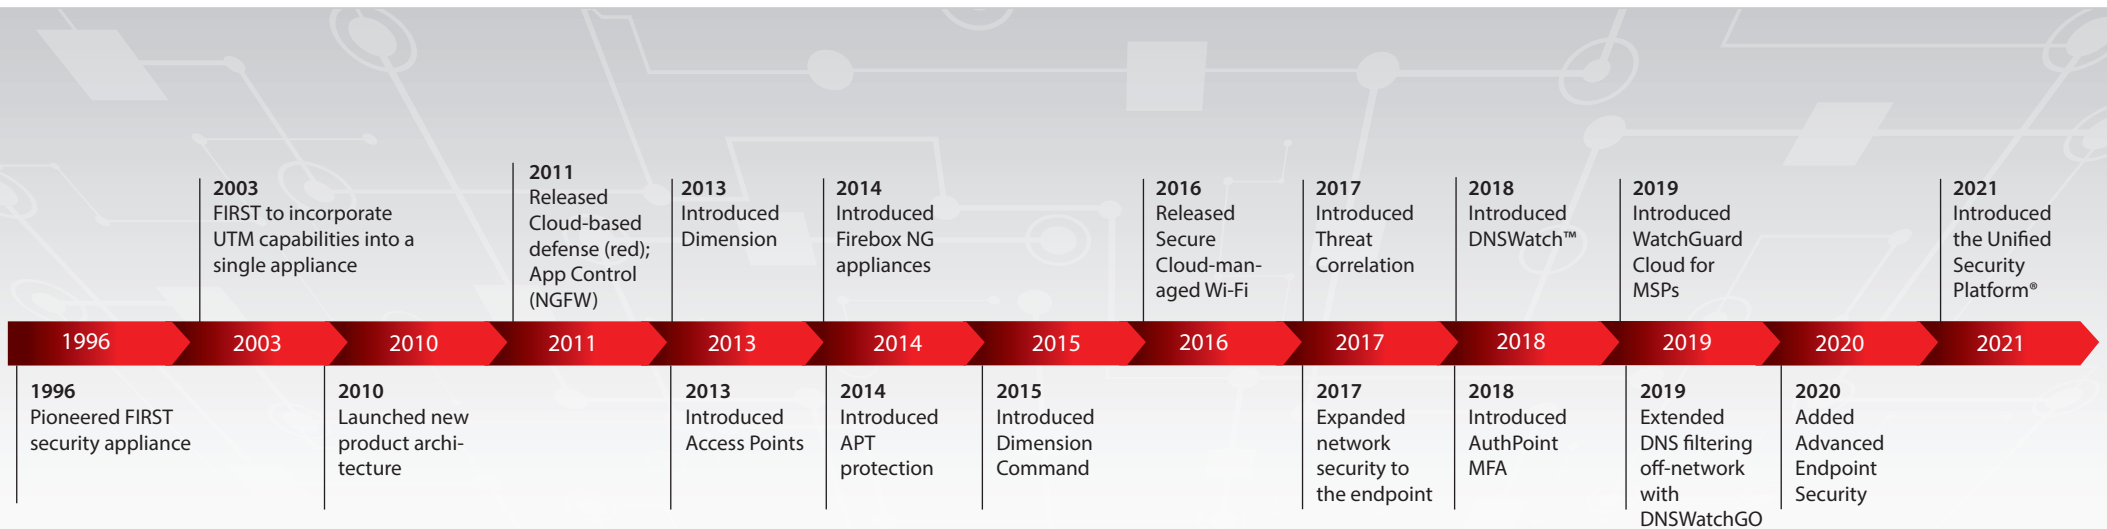 2003
FIRST to incorporate
UTM capabilities into a
single appliance
2011
Released
Cloud-based
defense (red);
App Control
(NGFW)
2013
Introduced
Dimension
2014
Introduced
Firebox NG
appliances
2016
Released
Secure
Cloud-man-
aged Wi-Fi
2017
Introduced
Threat
Correlation
2018
Introduced
DNSWatch™
2019
Introduced
WatchGuard
Cloud for
MSPs
2021
Introduced
the Unified
Security
Platform®
1996 2003 2010 2011 2013 2014 2015 2016 2017 2018 2019 2020 2021
1996
Pioneered FIRST
security appliance
2010
Launched new
product archi-
tecture
2013
Introduced
Access Points
2014
Introduced
APT
protection
2015
Introduced
Dimension
Command
2017
Expanded
network
security to
the endpoint
2018
Introduced
AuthPoint
MFA
2019
Extended
DNS filtering
off-network
with
DNSWatchGO
2020
Added
Advanced
Endpoint
Security